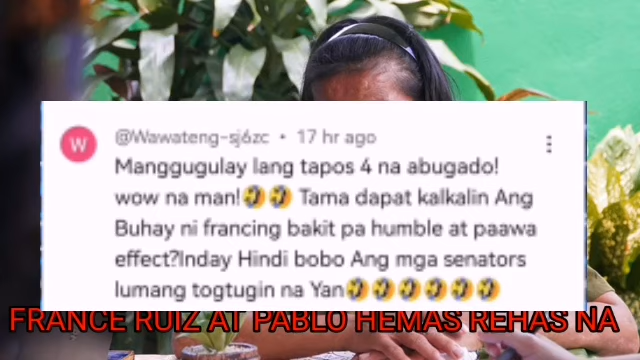 W
@Wawateng-sj6zc • 17 hr ago
Manggugulay lang tapos 4 na abugado!
wow na man!🤣🤣 Tama dapat kalkalin Ang
Buhay ni francing bakit pa humble at paawa
effect?Inday Hindi bobo Ang mga senators
lumang togtugin na Yan🤣🤣🤣🤣🤣🤣
FRANCE RUIZ AT PABLO HEMAS REHAS NA